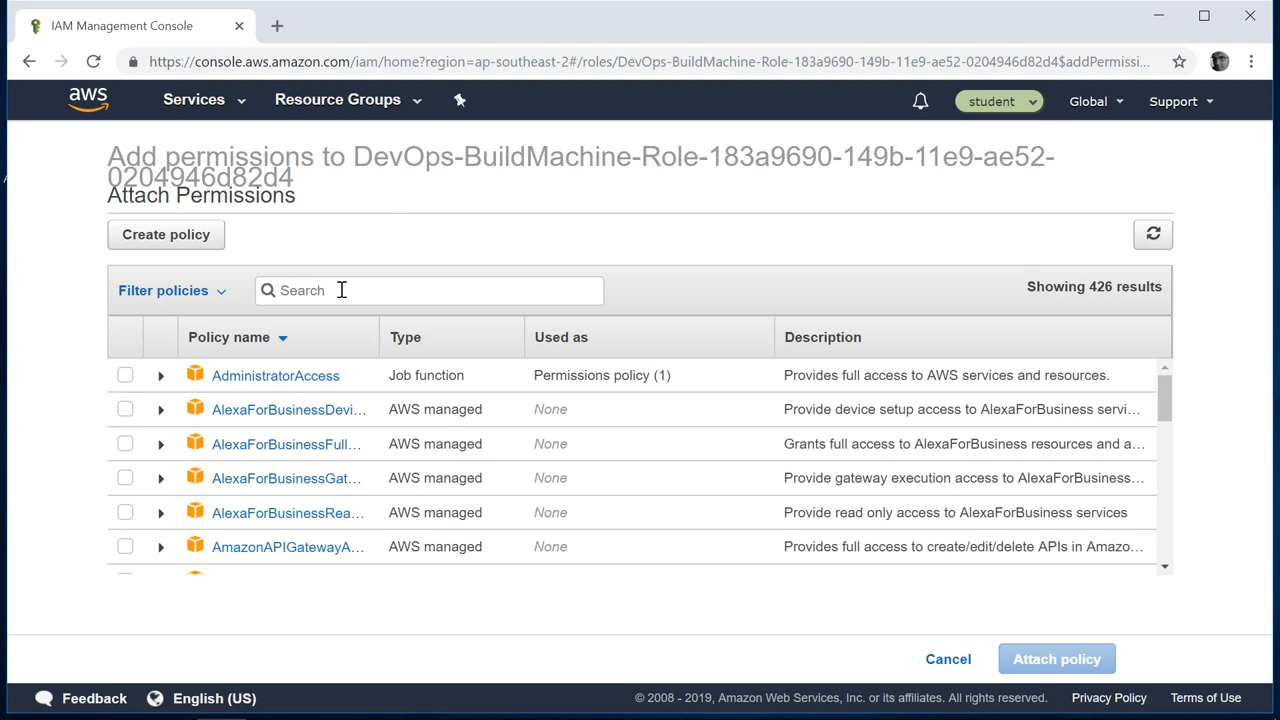 IAM Management Console
https://console.aws.amazon.com/iam/home?region=ap-southeast-2#/roles/DevOps-BuildMachine-Role-183a9690-149b-11e9-ae52-0204946d82d4$addPermissi...
aws Services Resource Groups student Global Support
Add permissions to DevOps-BuildMachine-Role-183a9690-149b-11e9-ae52-
0204946d82d4
Attach Permissions
Create policy
Filter policies Search Showing 426 results
Policy name Type Used as Description
AdministratorAccess Job function Permissions policy (1) Provides full access to AWS services and resources.
AlexaForBusinessDevi... AWS managed None Provide device setup access to AlexaForBusiness servi...
AlexaForBusinessFull... AWS managed None Grants full access to AlexaForBusiness resources and a...
AlexaForBusinessGat... AWS managed None Provide gateway execution access to AlexaForBusiness...
AlexaForBusinessRea... AWS managed None Provide read only access to AlexaForBusiness services
AmazonAPIGatewayA... AWS managed None Provides full access to create/edit/delete APIs in Amazo...
Cancel Attach policy
Feedback English (US) © 2008 - 2019, Amazon Web Services, Inc. or its affiliates. All rights reserved. Privacy Policy Terms of Use